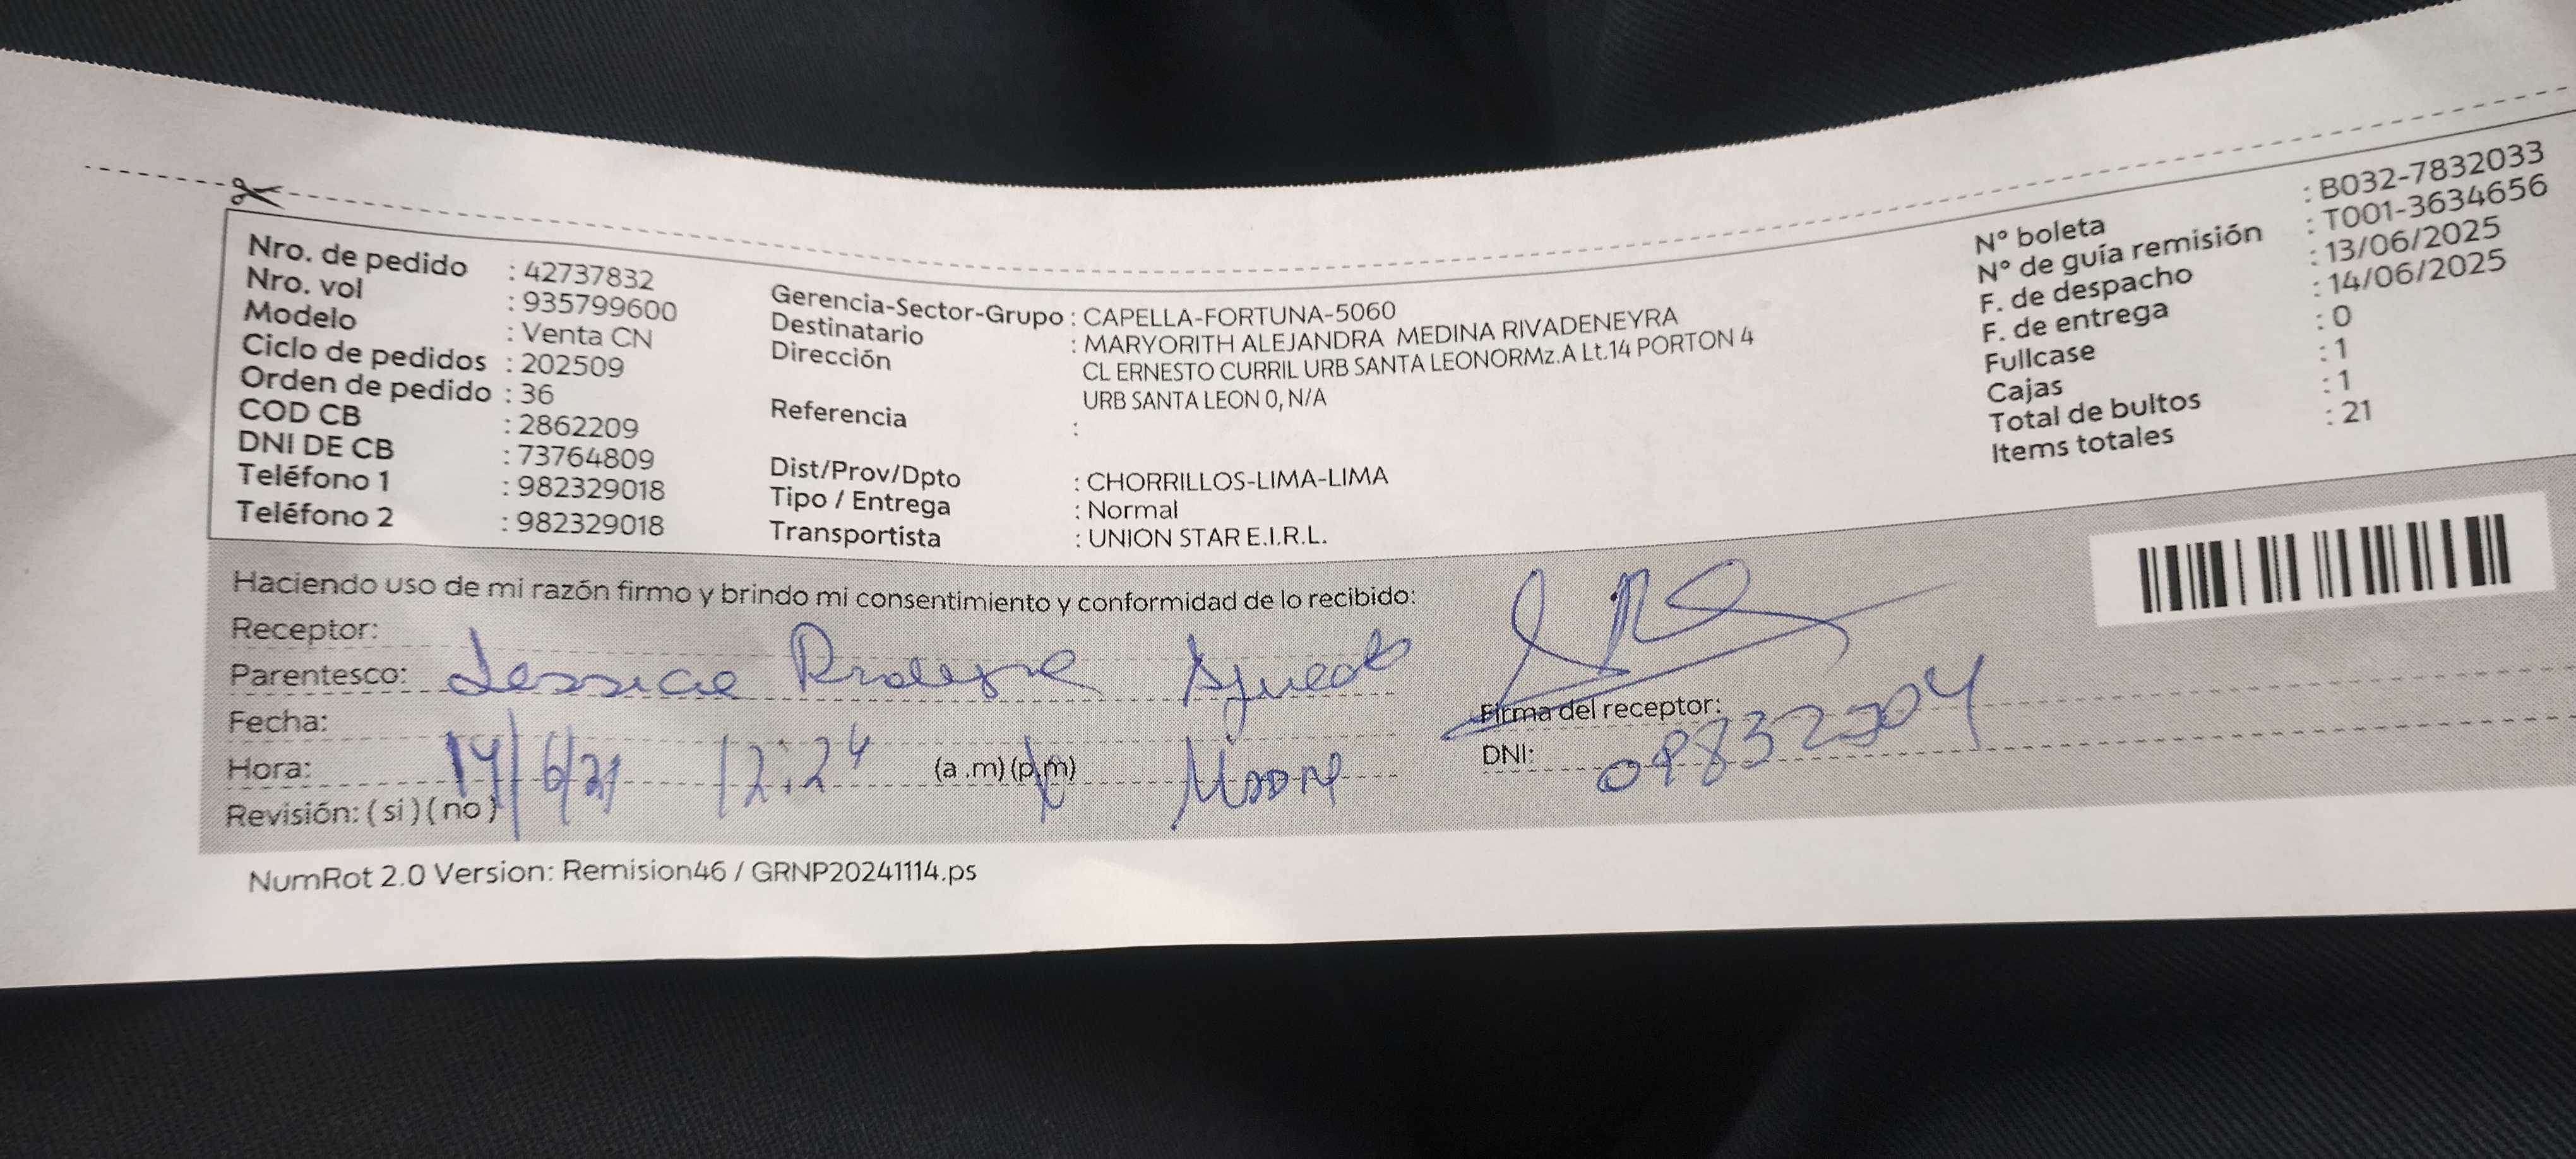 Nro. de pedido : 42737832
Nro. vol : 935799600
Modelo : Venta CN
Ciclo de pedidos : 202509
Orden de pedido : 36
COD CB : 2862209
DNI DE CB : 73764809
Teléfono 1 : 982329018
Teléfono 2 : 982329018
Gerencia-Sector-Grupo : CAPELLA-FORTUNA-5060
Destinatario : MARYORITH ALEJANDRA MEDINA RIVADENEYRA
Dirección CL ERNESTO CURRIL URB SANTA LEONORMz.A Lt.14 PORTON 4
URB SANTA LEON 0, N/A
Referencia :
Dist/Prov/Dpto : CHORRILLOS-LIMA-LIMA
Tipo / Entrega : Normal
Transportista : UNION STAR E.I.R.L.
N° boleta : B032-7832033
N° de guía remisión : T001-3634656
F. de despacho : 13/06/2025
F. de entrega : 14/06/2025
Fullcase : 0
Cajas : 1
Total de bultos : 1
Items totales : 21
Haciendo uso de mi razón firmo y brindo mi consentimiento y conformidad de lo recibido:
Receptor:
Parentesco:
Fecha:
Hora: 12:24 (a.m) (p.m)
Revisión: ( si ) ( no )
Firma del receptor:
DNI:
NumRot 2.0 Version: Remision46 / GRNP20241114.ps